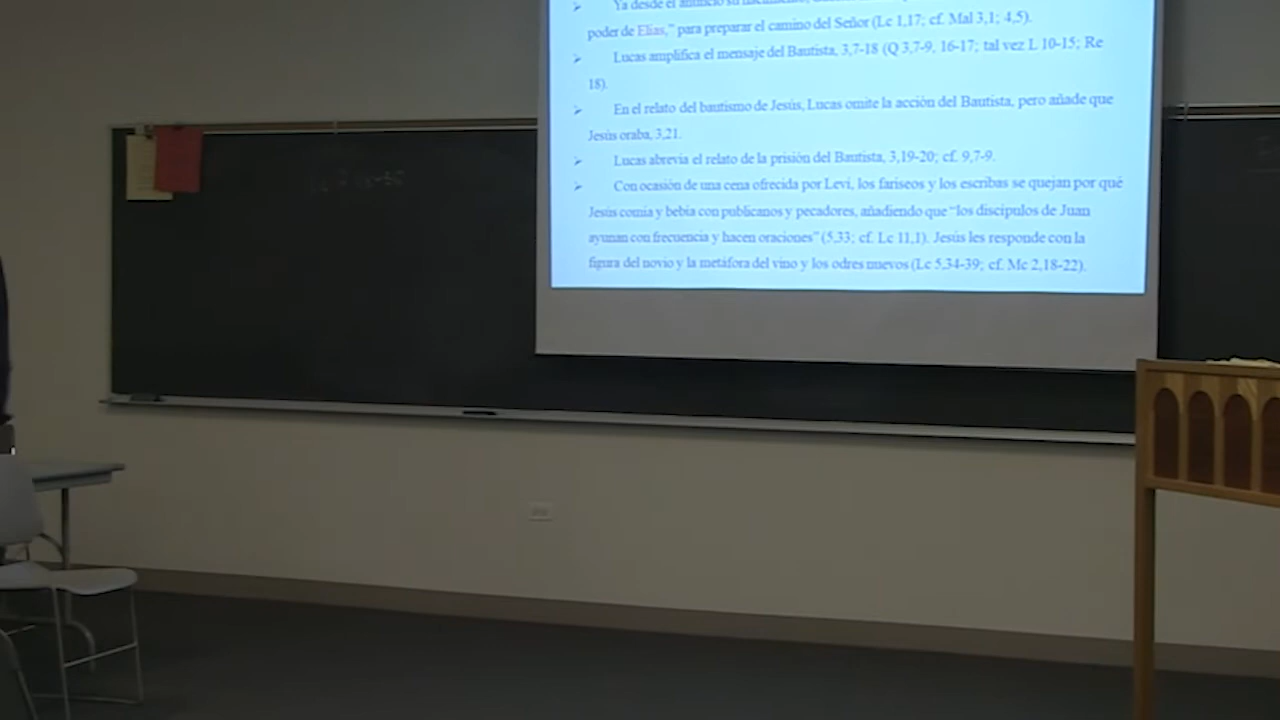 Ya desde el anuncio su
poder de Elías," para preparar el camino del Señor (Lc 1,17; cf. Mal 3,1; 4,5).
➢ Lucas amplifica el mensaje del Bautista, 3,7-18 (Q 3,7-9, 16-17; tal vez L 10-15; Re
18).
➢ En el relato del bautismo de Jesús, Lucas omite la acción del Bautista, pero añade que
Jesús oraba, 3,21.
➢ Lucas abrevia el relato de la prisión del Bautista, 3,19-20; cf. 9,7-9.
➢ Con ocasión de una cena ofrecida por Leví, los fariseos y los escribas se quejan por qué
Jesús comía y bebía con publicanos y pecadores, añadiendo que "los discípulos de Juan
ayunan con frecuencia y hacen oraciones" (5,33; cf. Lc 11,1). Jesús les responde con la
figura del novio y la metáfora del vino y los odres nuevos (Lc 5,34-39; cf. Mc 2,18-22).